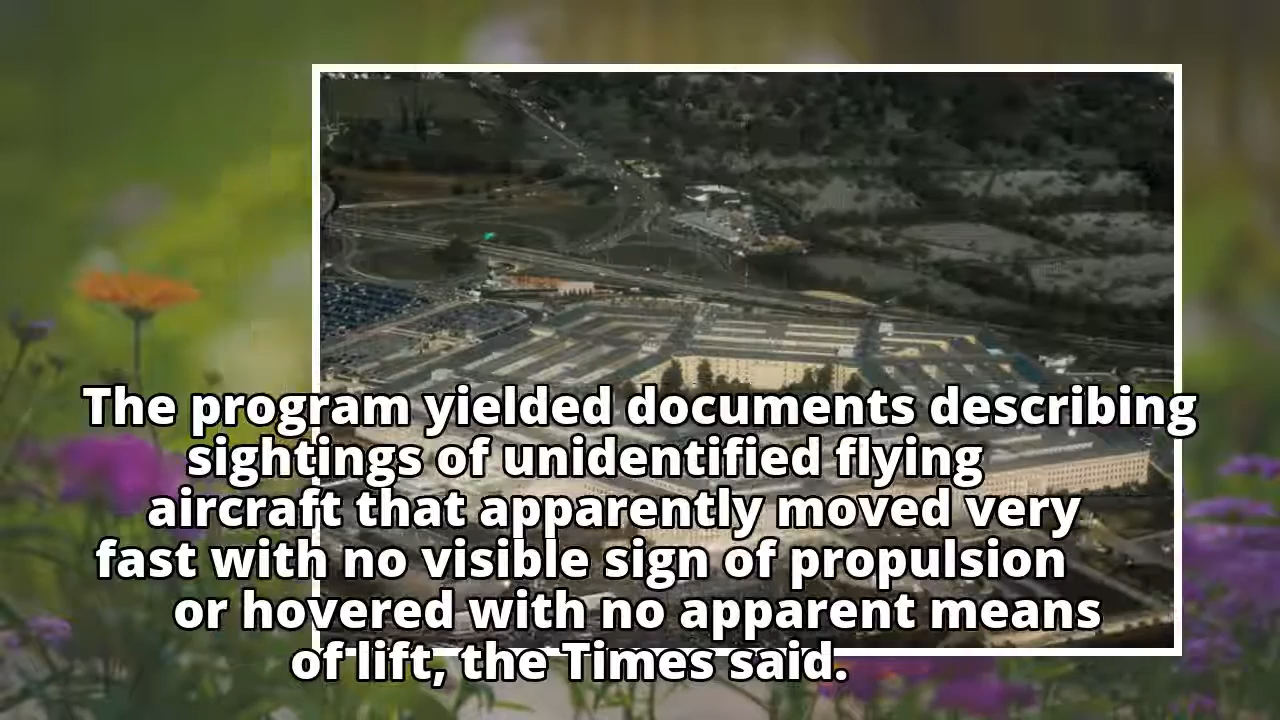 The program yielded documents describing
sightings of unidentified flying
aircraft that apparently moved very
fast with no visible sign of propulsion
or hovered with no apparent means
of lift, the Times said.